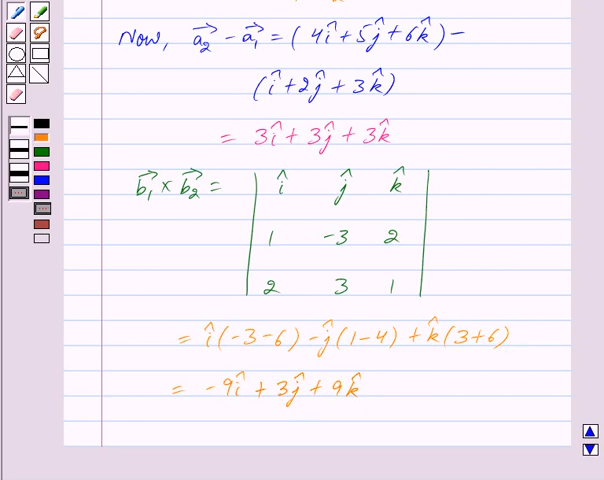 Now, a₂⃗ - a₁⃗ = (4î + 5ĵ + 6k̂) -
(î + 2ĵ + 3k̂)
= 3î + 3ĵ + 3k̂
b₁⃗ × b₂⃗ = | î ĵ k̂ |
1 -3 2
2 3 1
= î(-3-6) - ĵ(1-4) + k̂(3+6)
= -9î + 3ĵ + 9k̂